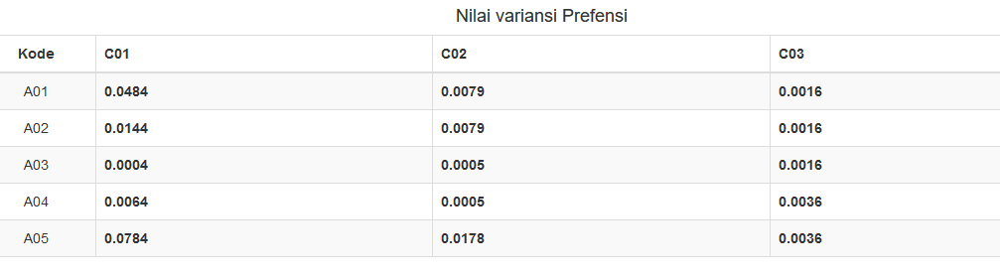 Nilai variansi Prefensi
Kode C01 C02 C03
A01 0.0484 0.0079 0.0016
A02 0.0144 0.0079 0.0016
A03 0.0004 0.0005 0.0016
A04 0.0064 0.0005 0.0036
A05 0.0784 0.0178 0.0036